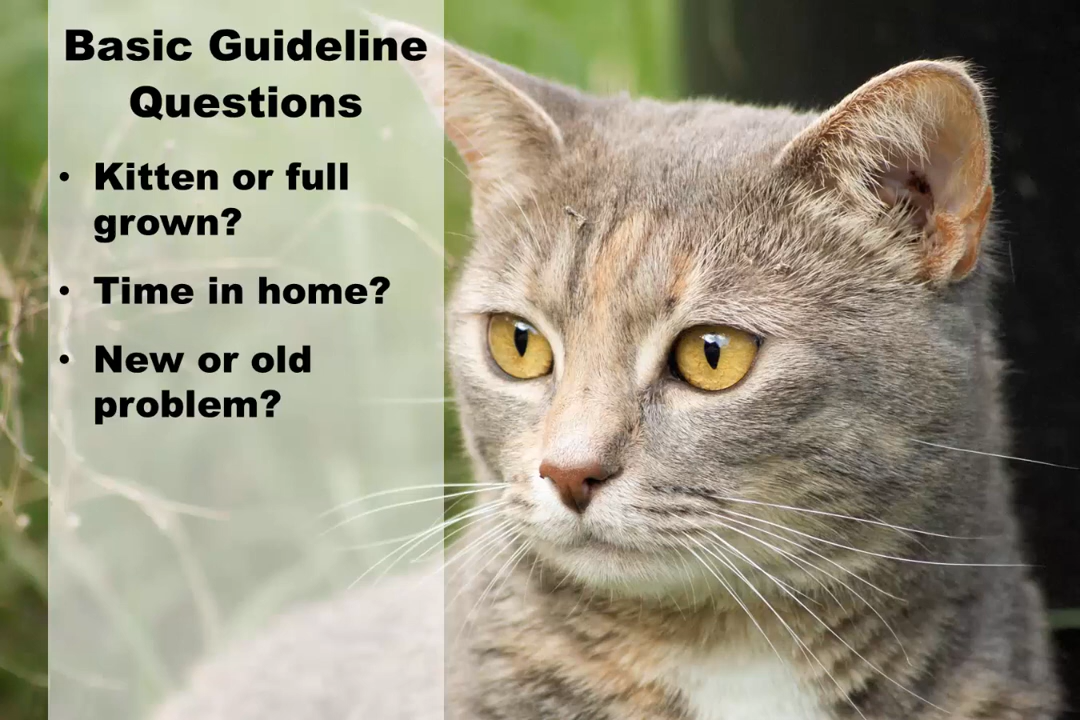 Basic Guideline
Questions
• Kitten or full
grown?
• Time in home?
• New or old
problem?